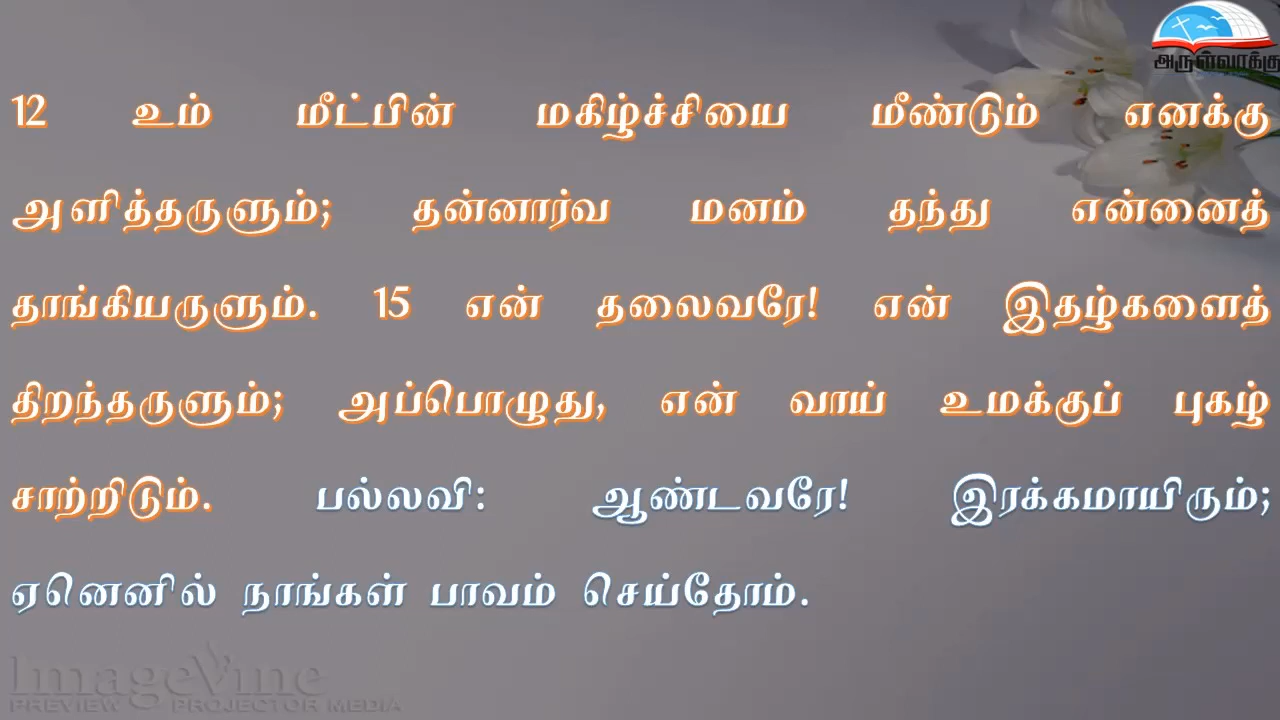 அருள்வாக்கு
12 உம் மீட்பின் மகிழ்ச்சியை மீண்டும் எனக்கு
அளித்தருளும்; தன்னார்வ மனம் தந்து என்னைத்
தாங்கியருளும். 15 என் தலைவரே! என் இதழ்களைத்
திறந்தருளும்; அப்பொழுது, என் வாய் உமக்குப் புகழ்
சாற்றிடும். பல்லவி: ஆண்டவரே! இரக்கமாயிரும்;
ஏனெனில் நாங்கள் பாவம் செய்தோம்.
ImageVine
PREVIEW PROJECTOR MEDIA